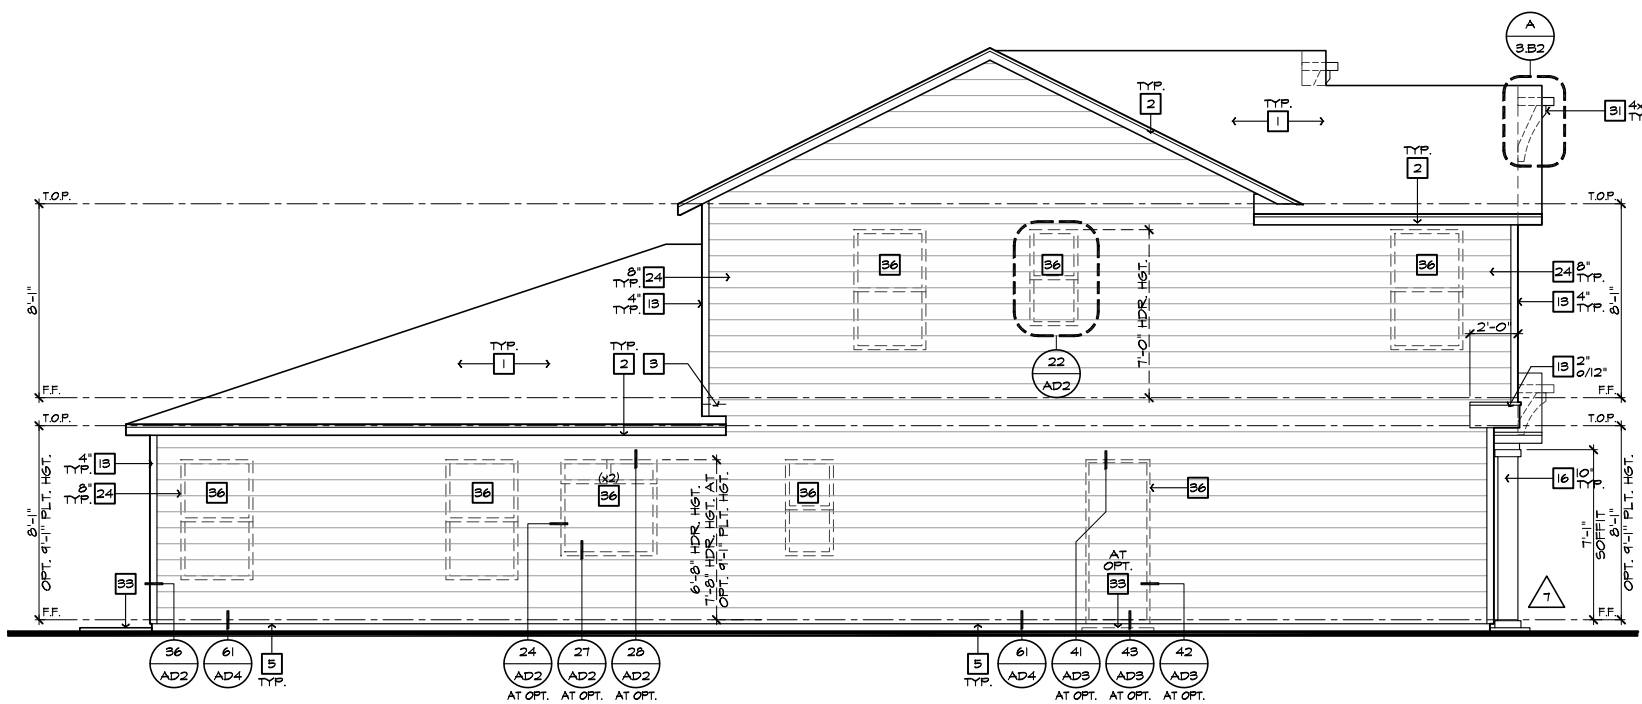 A
3.B2
TYP.
2
TYP.
1
31
4x
TYP.
2
T.O.P.
T.O.P.
36
36
36
8"
TYP.
24
4"
TYP.
13
24
8"
TYP.
13
4"
TYP.
8'-1"
8'-1"
7'-0" HDR. HGT.
2'-0"
TYP.
1
TYP.
2
3
22
AD2
13
2"
0/12"
F.F.
F.F.
T.O.P.
T.O.P.
4"
TYP.
13
8"
TYP.
24
36
36
(x2)
36
36
36
16
10"
TYP.
8'-1"
OPT. 9'-1" PLT. HGT.
6'-8" HDR. HGT.
7'-8" HDR. HGT. AT
OPT. 9'-1" PLT. HGT.
7'-1"
SOFFIT
8'-1"
OPT. 9'-1" PLT. HGT.
33
AT
OPT.
33
7
F.F.
F.F.
36
AD2
61
AD4
5
TYP.
24
AD2
AT OPT.
27
AD2
AT OPT.
28
AD2
AT OPT.
5
TYP.
61
AD4
41
AD3
AT OPT.
43
AD3
AT OPT.
42
AD3
AT OPT.